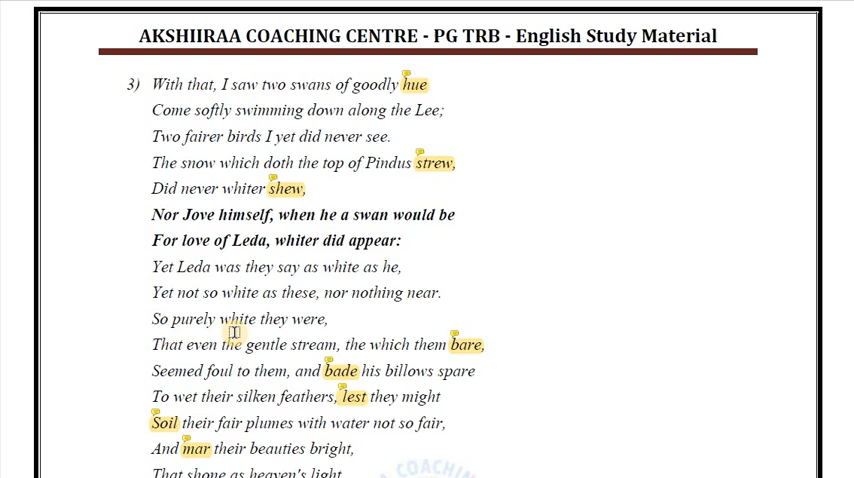 AKSHIIRAA COACHING CENTRE - PG TRB - English Study Material
3) With that, I saw two swans of goodly hue
Come softly swimming down along the Lee;
Two fairer birds I yet did never see.
The snow which doth the top of Pindus strew,
Did never whiter shew,
Nor Jove himself, when he a swan would be
For love of Leda, whiter did appear:
Yet Leda was they say as white as he,
Yet not so white as these, nor nothing near.
So purely white they were,
That even the gentle stream, the which them bare,
Seemed foul to them, and bade his billows spare
To wet their silken feathers, lest they might
Soil their fair plumes with water not so fair,
And mar their beauties bright,
That shone as heaven's light
COACHING